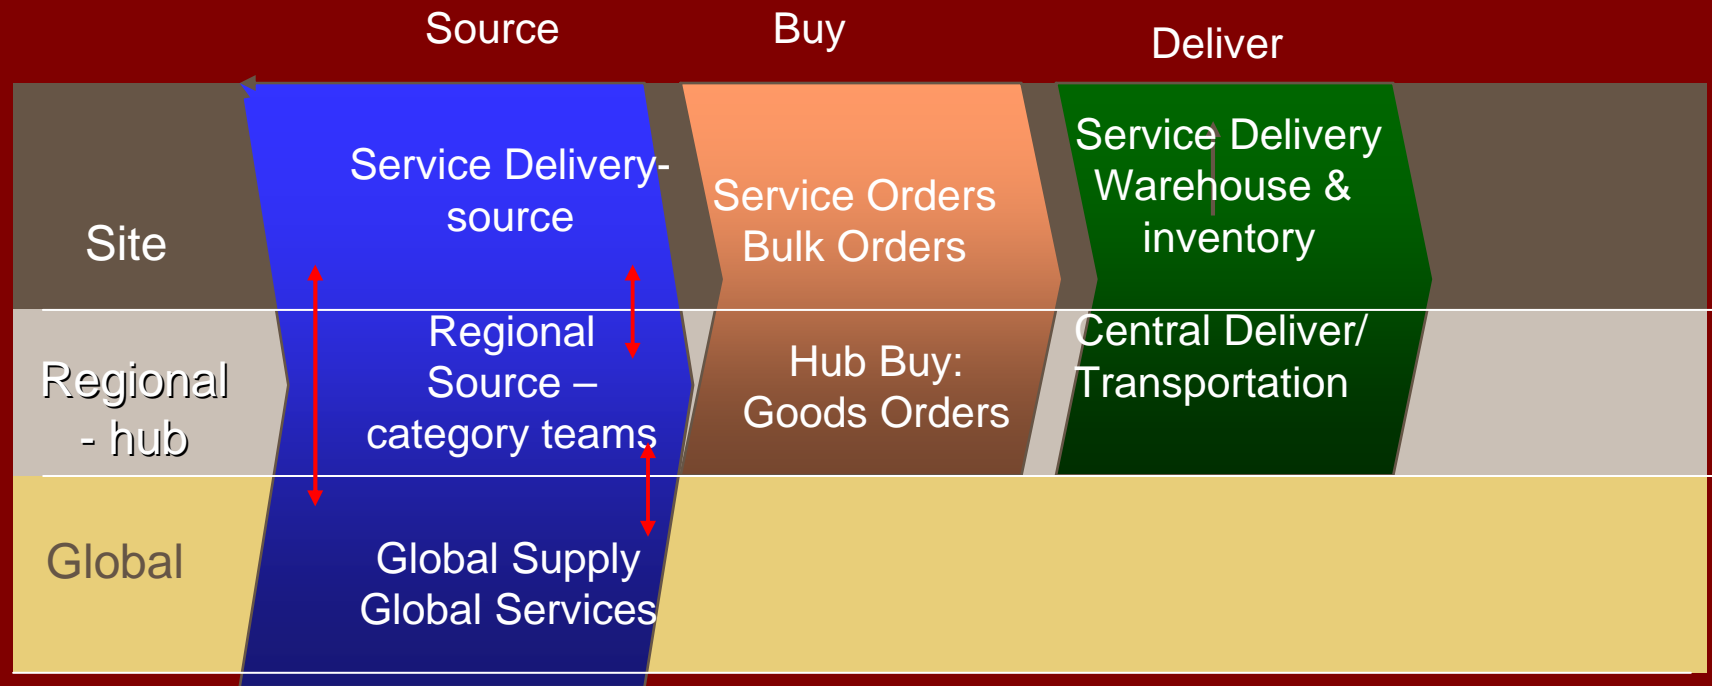 Source
Buy
Deliver
Site
Service Delivery-
source
Service Orders
Bulk Orders
Service Delivery
Warehouse &
inventory
Regional
- hub
Regional
Source –
category teams
Hub Buy:
Goods Orders
Central Deliver/
Transportation
Global
Global Supply
Global Services